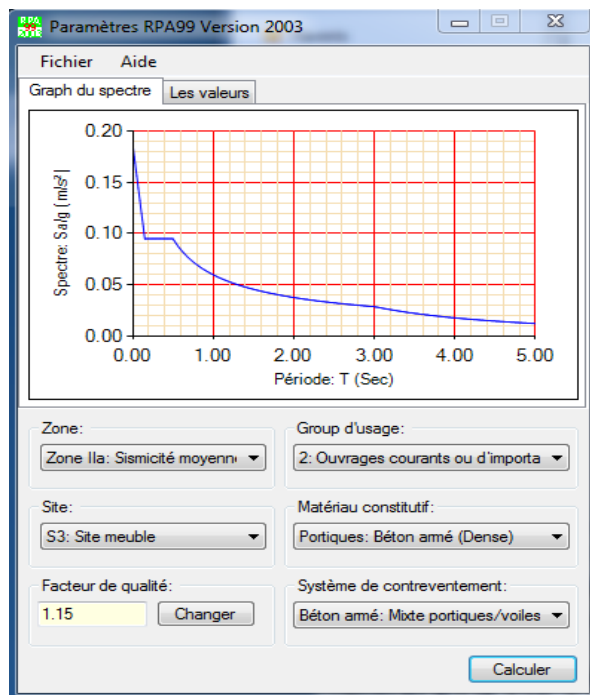 RPA
99
Paramètres RPA99 Version 2003
Fichier Aide
Graph du spectre Les valeurs
Spectre: Sa/g ( m/s²)
0.20
0.15
0.10
0.05
0.00
0.00 1.00 2.00 3.00 4.00 5.00
Période: T (Sec)
Zone: Group d'usage:
Zone IIa: Sismicité moyenn 2: Ouvrages courants ou d'importa
Site: Matériau constitutif:
S3: Site meuble Portiques: Béton armé (Dense)
Facteur de qualité: Système de contreventement:
1.15 Changer Béton armé: Mixte portiques/voiles
Calculer